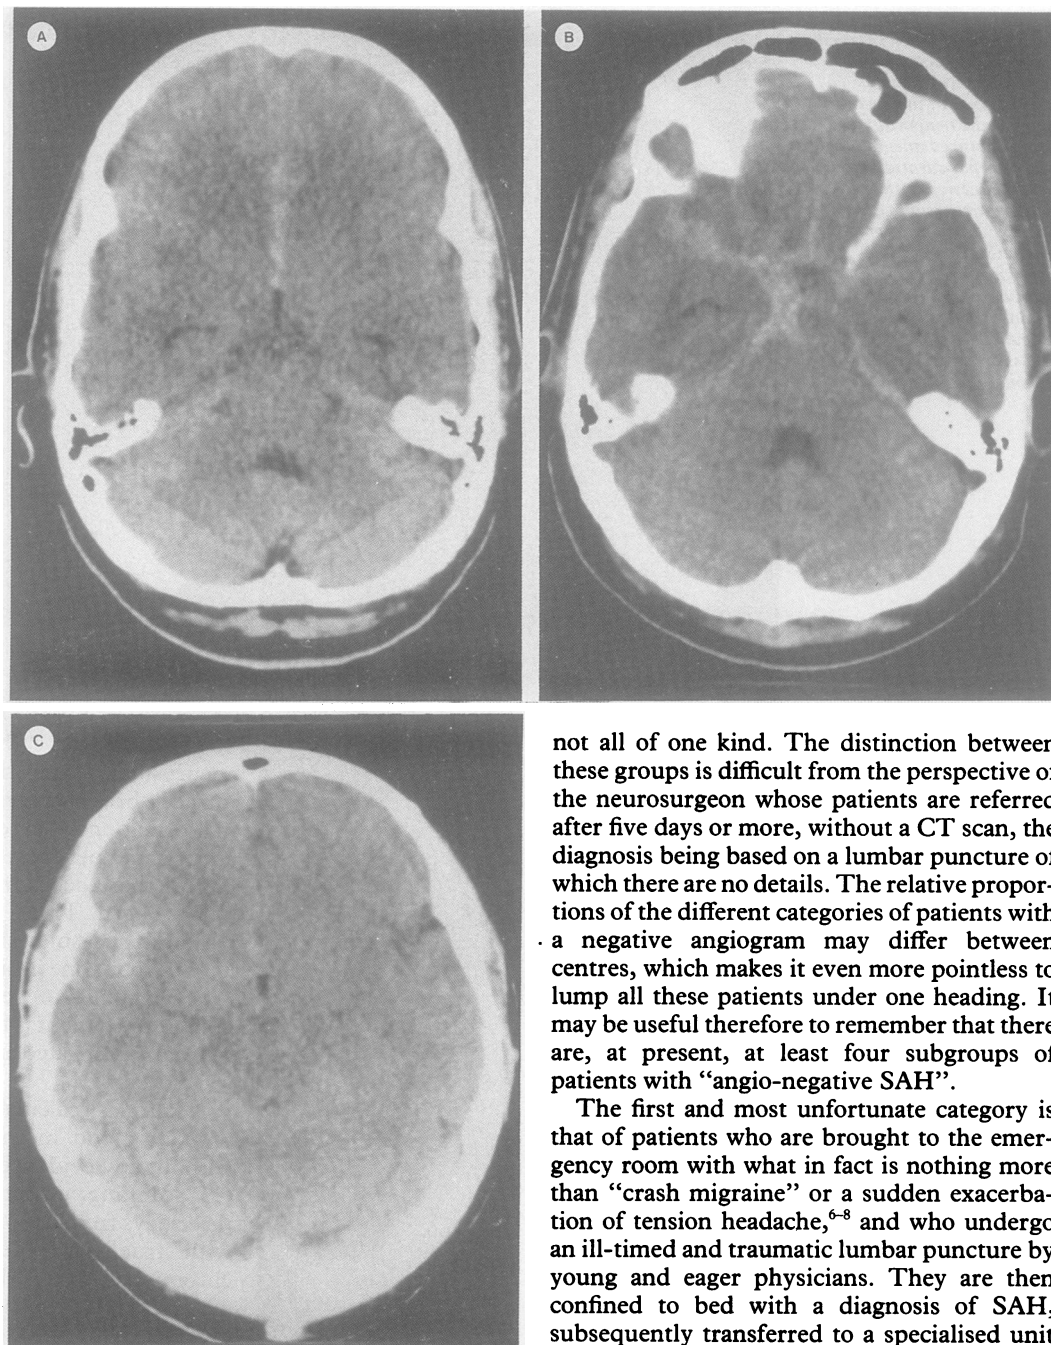 A
B
C
not all of one kind. The distinction between
these groups is difficult from the perspective of
the neurosurgeon whose patients are referred
after five days or more, without a CT scan, the
diagnosis being based on a lumbar puncture of
which there are no details. The relative propor-
tions of the different categories of patients with
a negative angiogram may differ between
centres, which makes it even more pointless to
lump all these patients under one heading. It
may be useful therefore to remember that there
are, at present, at least four subgroups of
patients with “angio-negative SAH”.
The first and most unfortunate category is
that of patients who are brought to the emer-
gency room with what in fact is nothing more
than “crash migraine” or a sudden exacerba-
tion of tension headache,⁶⁻⁸ and who undergo
an ill-timed and traumatic lumbar puncture by
young and eager physicians. They are then
confined to bed with a diagnosis of SAH,
subsequently transferred to a specialised unit